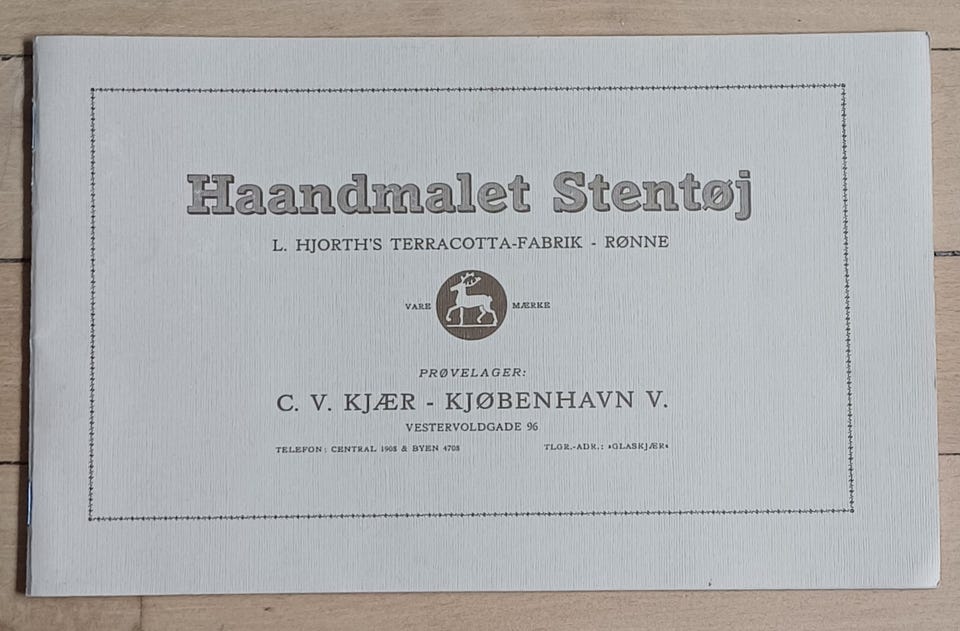 Haandmalet Stentøj
L. HJORTH'S TERRACOTTA-FABRIK - RØNNE
VARE MÆRKE
PRØVELAGER:
C. V. KJÆR - KJØBENHAVN V.
VESTERVOLDGADE 96
TELEFON: CENTRAL 1908 & BYEN 4708 TLGR.-ADR.: »GLASKJÆR«